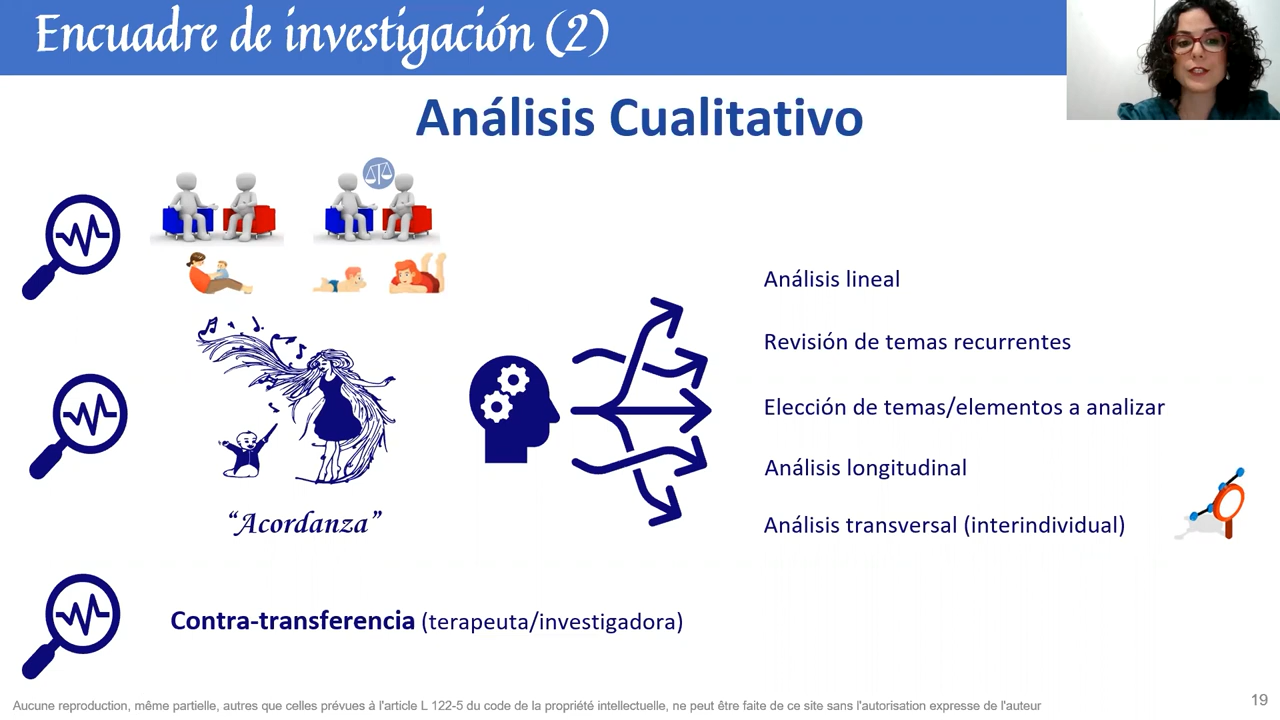 Encuadre de investigación (2)
Análisis Cualitativo
Análisis lineal
Revisión de temas recurrentes
Elección de temas/elementos a analizar
Análisis longitudinal
Análisis transversal (interindividual)
“Acordanza”
Contra-transferencia (terapeuta/investigadora)
Aucune reproduction, même partielle, autres que celles prévues à l'article L 122-5 du code de la propriété intellectuelle, ne peut être faite de ce site sans l'autorisation expresse de l'auteur
19